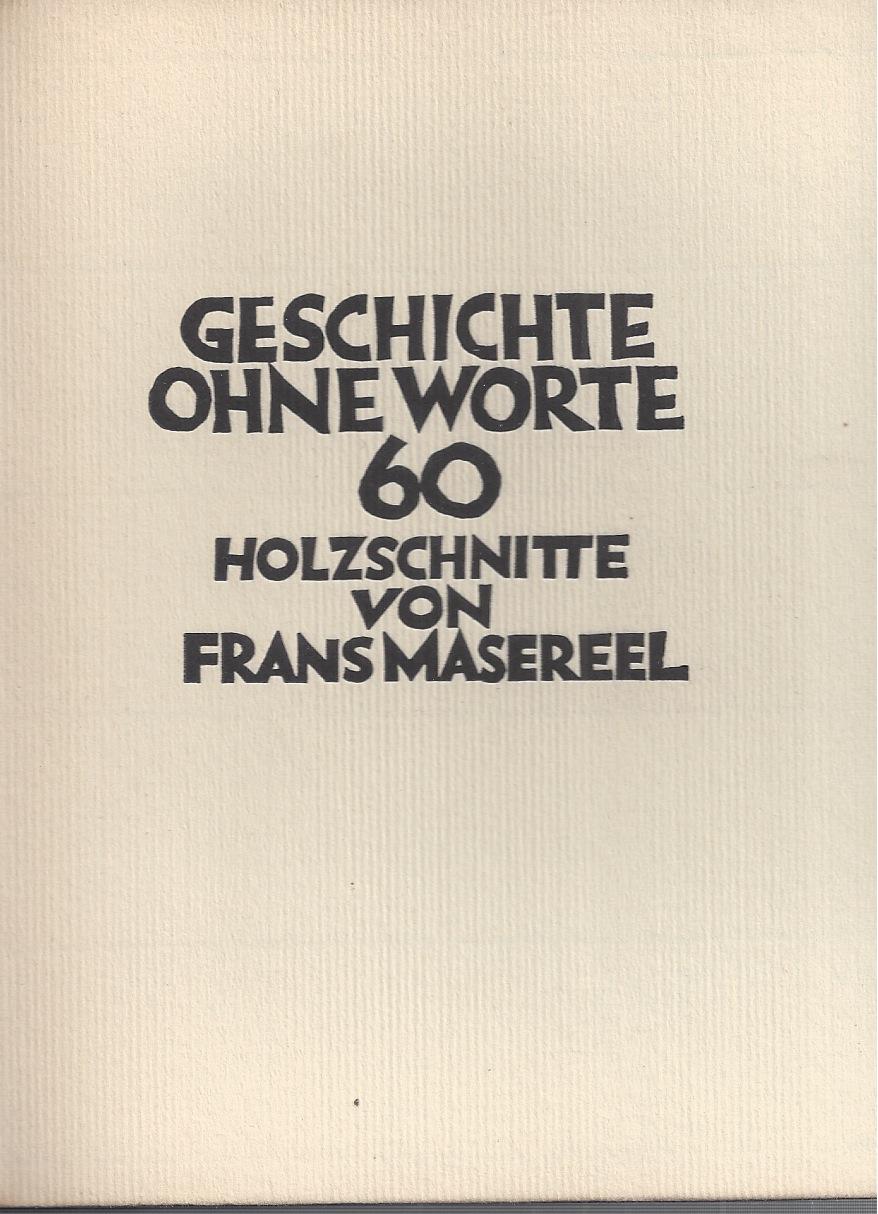 GESCHICHTE
OHNE WORTE
60
HOLZSCHNITTE
VON
FRANS MASEREEL